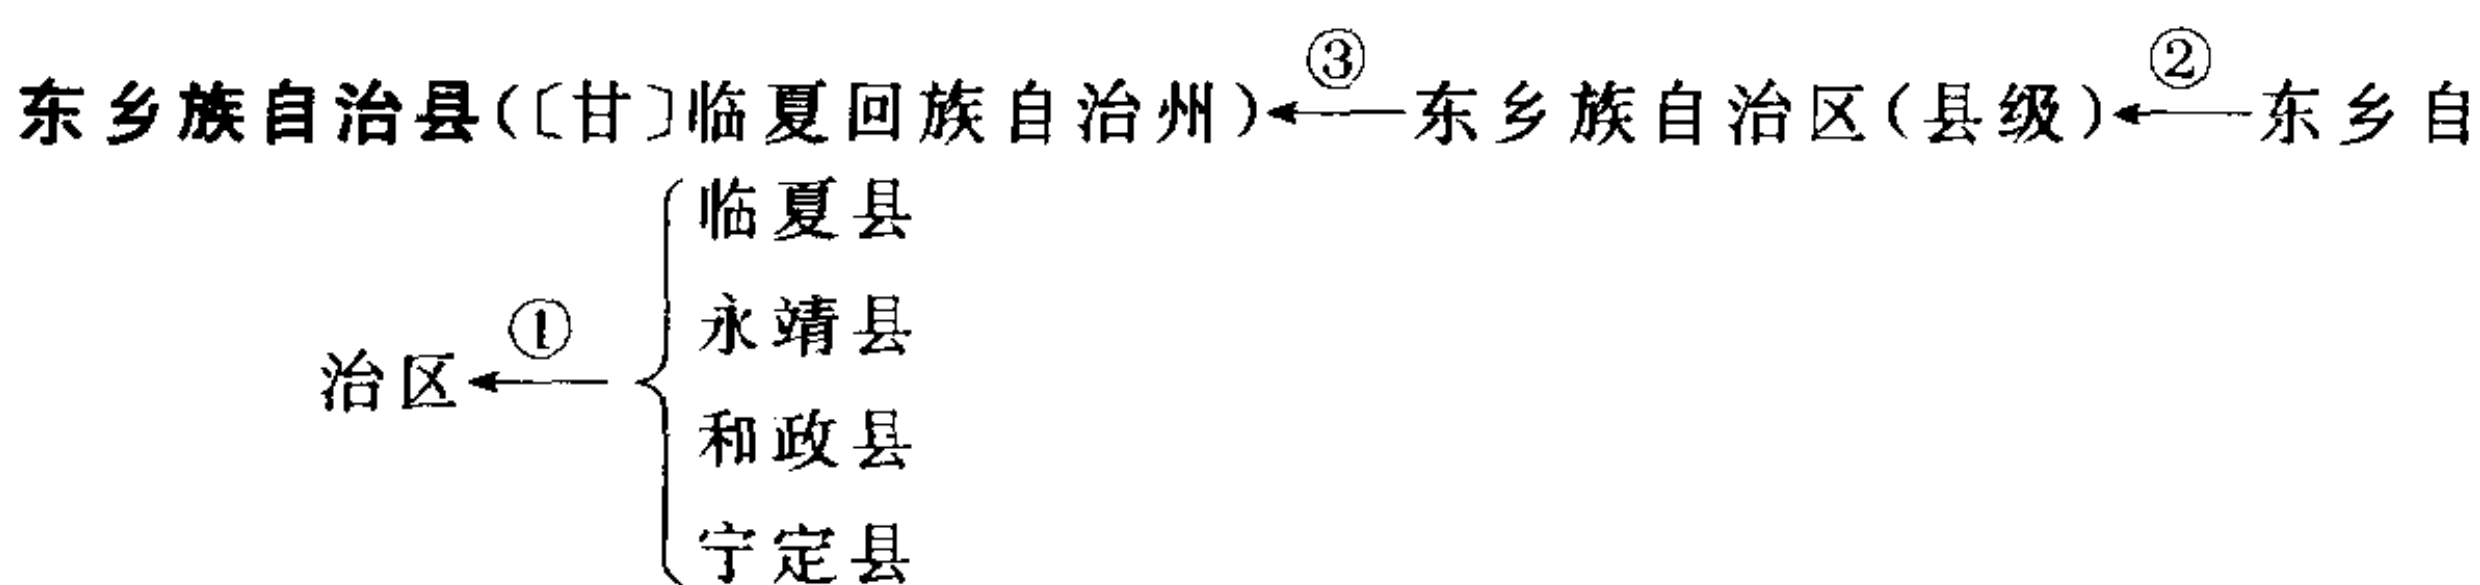 东乡族自治县(〔甘〕临夏回族自治州)←③—东乡族自治区(县级)←②—东乡自
临夏县
永靖县
治区←①—
和政县
宁定县